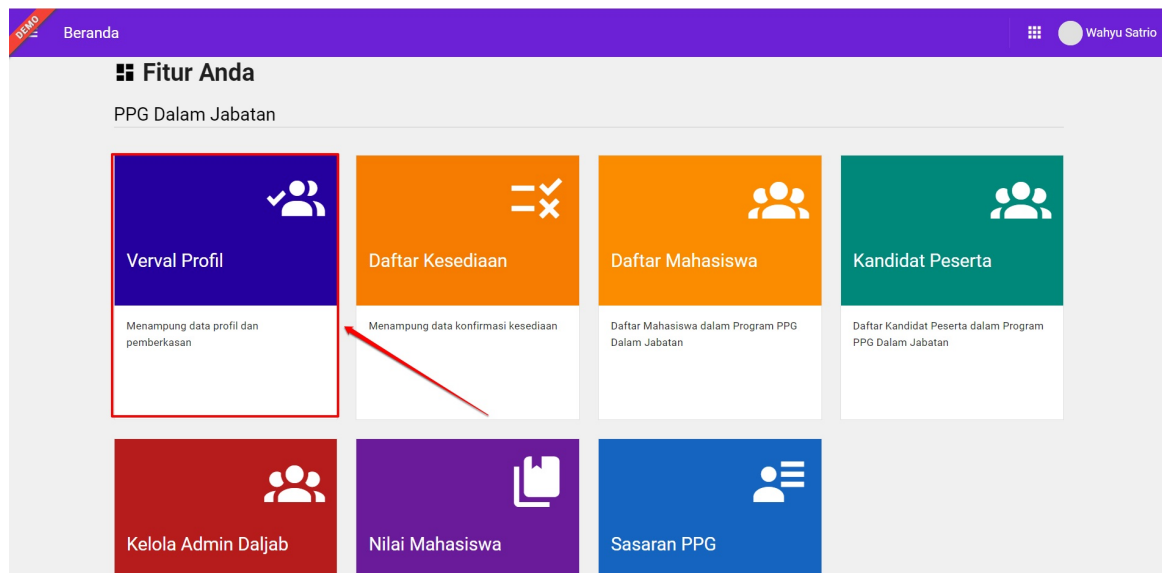 DEMO
Beranda
Wahyu Satrio
Fitur Anda
PPG Dalam Jabatan
Verval Profil
Menampung data profil dan
pemberkasan
Daftar Kesediaan
Menampung data konfirmasi kesediaan
Daftar Mahasiswa
Daftar Mahasiswa dalam Program PPG
Dalam Jabatan
Kandidat Peserta
Daftar Kandidat Peserta dalam Program
PPG Dalam Jabatan
Kelola Admin Daljab
Nilai Mahasiswa
Sasaran PPG